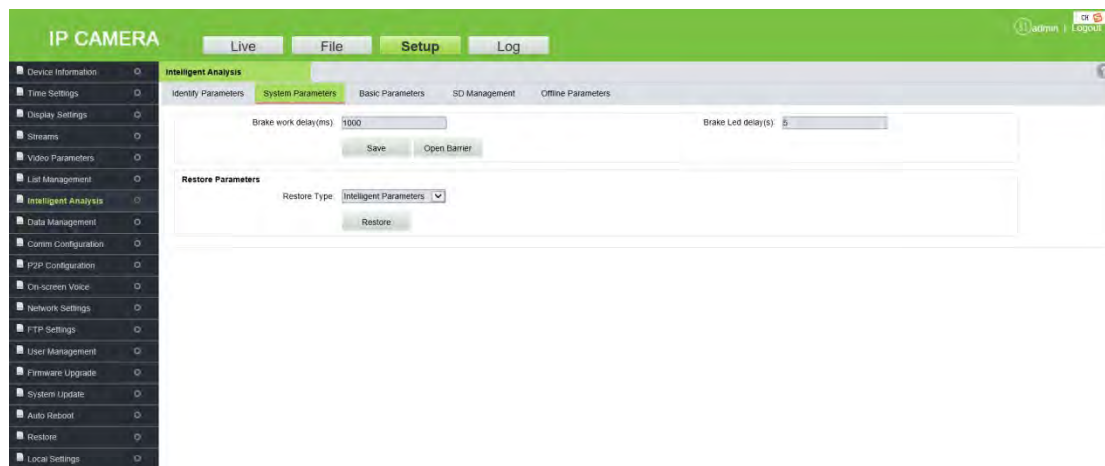 CH
IP CAMERA
Live File Setup Log
admin | Logout
Device Information
Time Settings
Display Settings
Streams
Video Parameters
List Management
Intelligent Analysis
Data Management
Comm Configuration
P2P Configuration
On-screen Voice
Network Settings
FTP Settings
User Management
Firmware Upgrade
System Update
Auto Reboot
Restore
Local Settings
Intelligent Analysis
Identify Parameters System Parameters Basic Parameters SD Management Offline Parameters
Brake work delay(ms): 1000 Brake Led delay(s): 5
Save Open Barrier
Restore Parameters
Restore Type: Intelligent Parameters
Restore